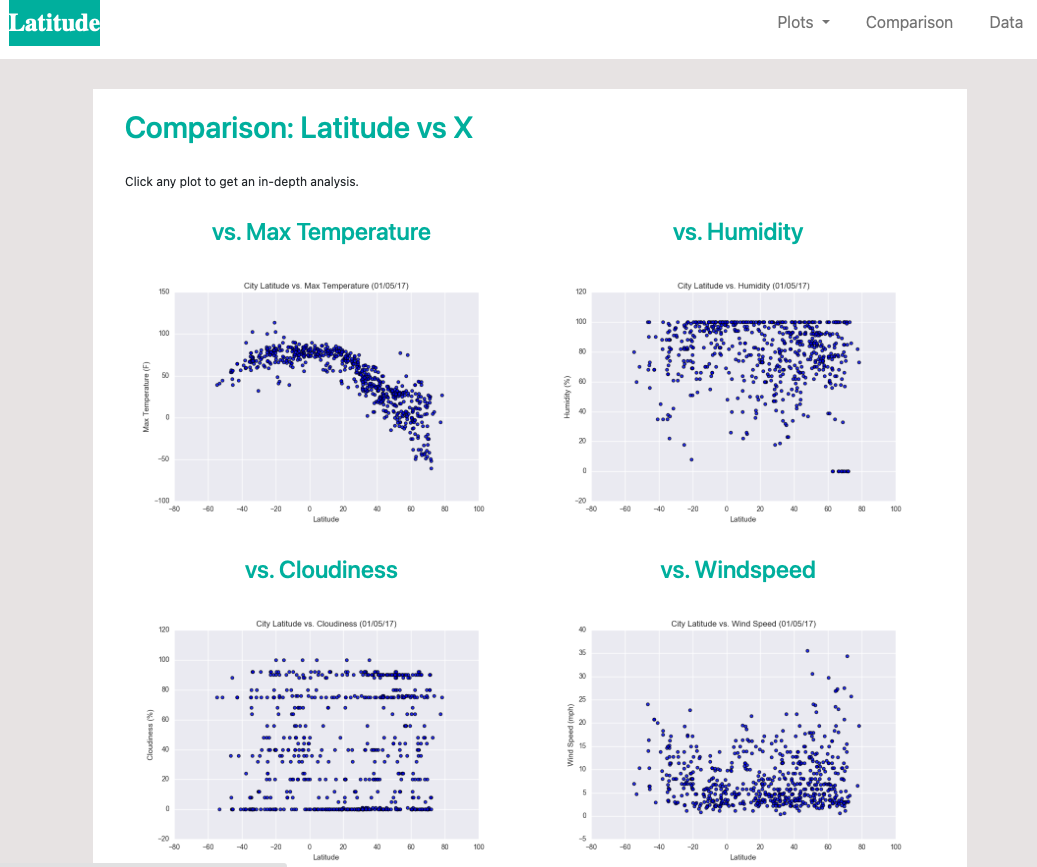 Latitude
Plots Comparison Data
Comparison: Latitude vs X
Click any plot to get an in-depth analysis.
vs. Max Temperature
vs. Humidity
City Latitude vs. Max Temperature (01/05/17)
150
100
50
0
−50
−100
Max Temperature (F)
−80 −60 −40 −20 0 20 40 60 80 100
Latitude
City Latitude vs. Humidity (01/05/17)
120
100
80
60
40
20
0
−20
Humidity (%)
−80 −60 −40 −20 0 20 40 60 80 100
Latitude
vs. Cloudiness
vs. Windspeed
City Latitude vs. Cloudiness (01/05/17)
120
100
80
60
40
20
0
−20
Cloudiness (%)
−80 −60 −40 −20 0 20 40 60 80 100
Latitude
City Latitude vs. Wind Speed (01/05/17)
40
35
30
25
20
15
10
5
0
−5
Wind Speed (mph)
−80 −60 −40 −20 0 20 40 60 80 100
Latitude